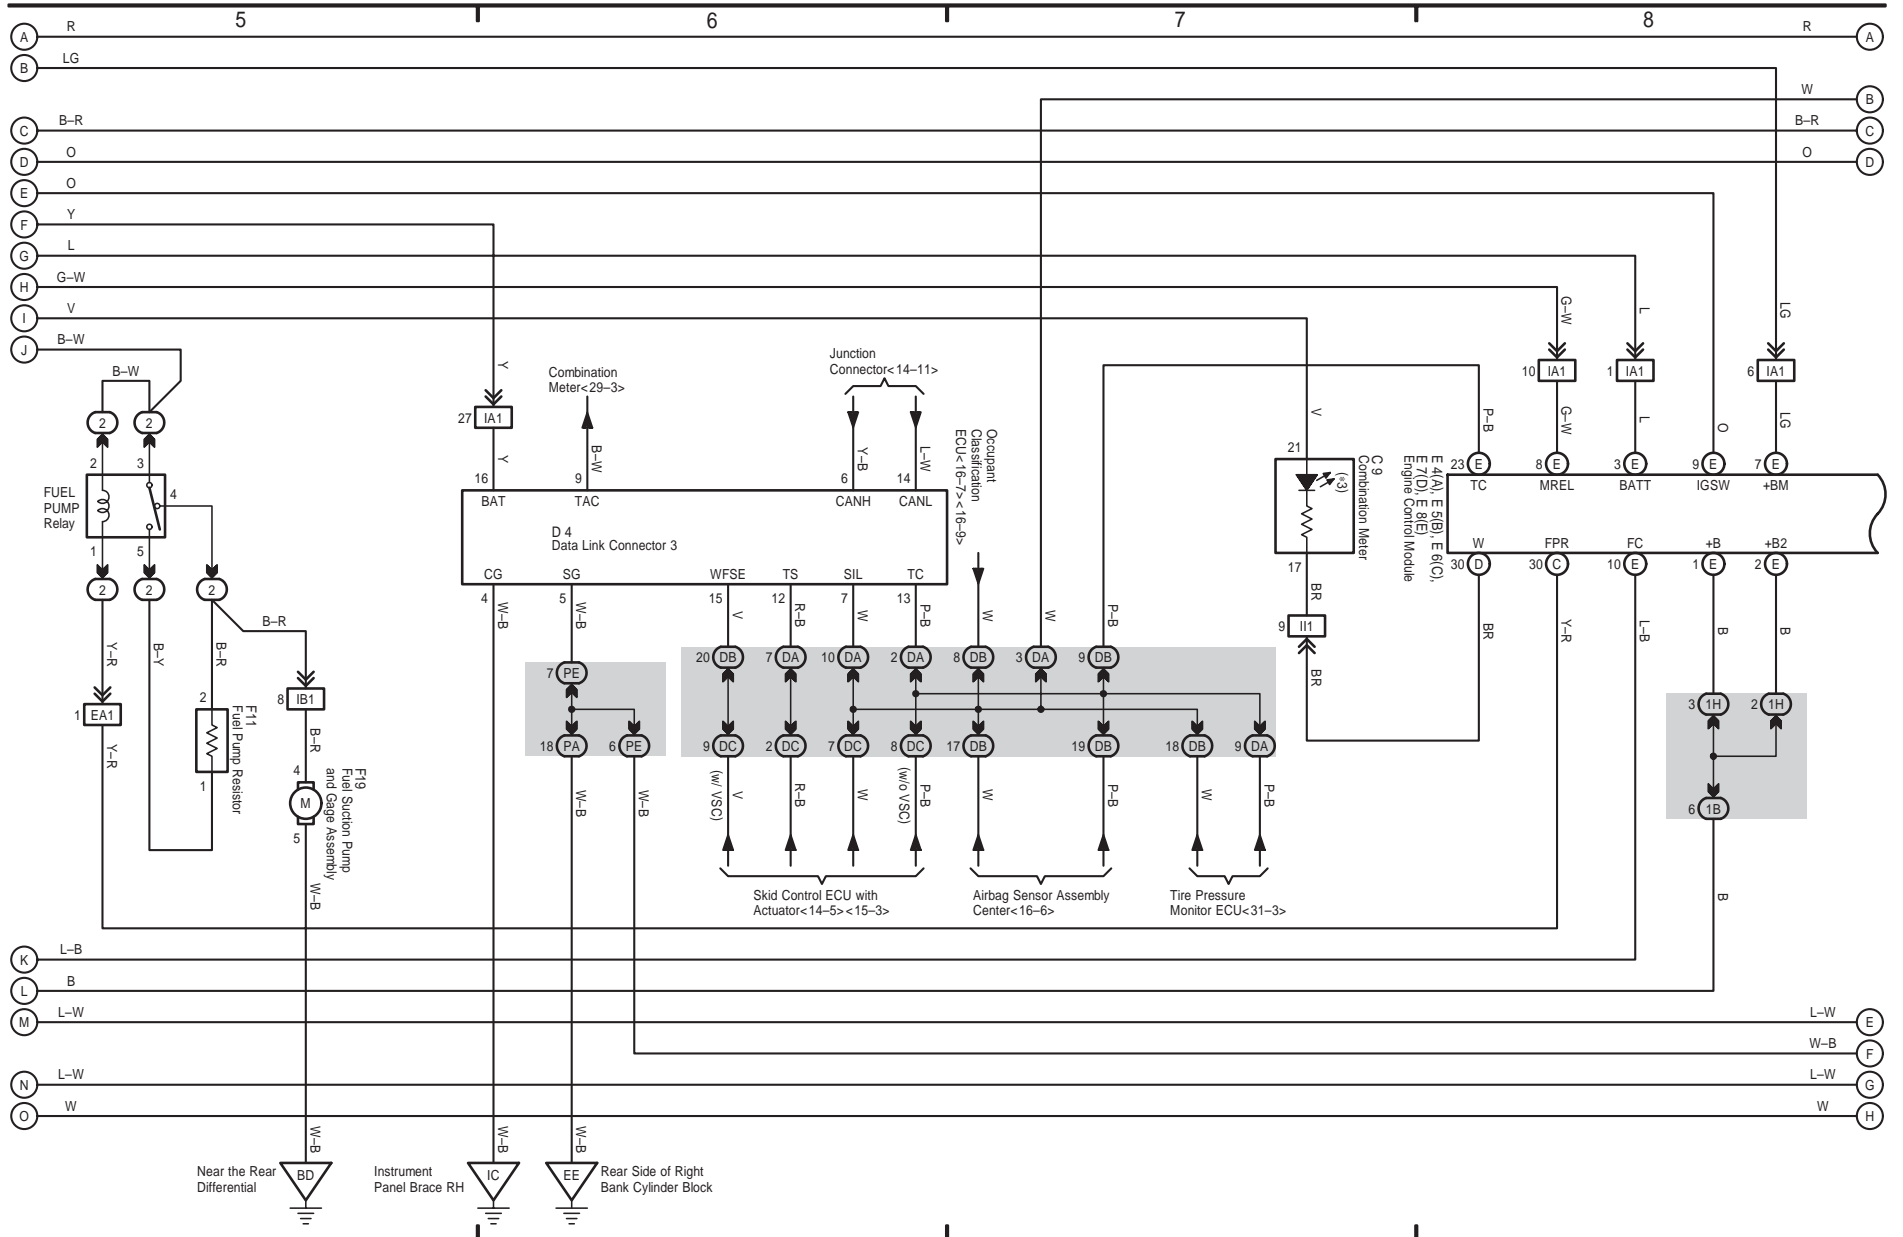 5 6 7 8
A R R A
B LG
W B
C B–R B–R C
D O O D
E O
F Y
G L
H G–W
I V
J B–W
B–W
2 2
2 3
4
FUEL
PUMP
Relay
1 5
2 2 2
B–R
Y–R B–Y B–R
1 EA1
Y–R
2
1
F11
Fuel Pump Resistor
8 IB1
B–R
4
M
5
F19
Fuel Suction Pump
and Gage Assembly
W–B
W–B
Near the Rear
Differential
BD
Y
27 IA1
Y
Combination
Meter<29–3>
B–W
Junction
Connector<14–11>
Y–B L–W
16 9 6 14
BAT TAC CANH CANL
D 4
Data Link Connector 3
CG SG WFSE TS SIL TC
4 5 15 12 7 13
W–B W–B V R–B W P–B
Occupant
Classification
ECU<16–7><16–9>
W W P–B
7 PE
18 PA 6 PE
W–B W–B
20 DB 7 DA 10 DA 2 DA 8 DB 3 DA 9 DB
9 DC 2 DC 7 DC 8 DC 17 DB 19 DB 18 DB 9 DA
(w/ VSC) V R–B W (w/o VSC) P–B W P–B W P–B
Skid Control ECU with
Actuator<14–5><15–3>
Airbag Sensor Assembly
Center<16–6>
Tire Pressure
Monitor ECU<31–3>
V
21
(*3)
C 9
Combination Meter
17
BR
9 II1
BR
G–W L LG
10 IA1 1 IA1 6 IA1
P–B G–W L O LG
E 4(A), E 5(B), E 6(C),
E 7(D), E 8(E)
Engine Control Module
23 E 8 E 3 E 9 E 7 E
TC MREL BATT IGSW +BM
W FPR FC +B +B2
30 D 30 C 10 E 1 E 2 E
BR Y–R L–B B B
3 1H 2 1H
6 1B
B
K L–B
L B
M L–W L–W E
W–B F
N L–W L–W G
O W W H
W–B W–B
Instrument
Panel Brace RH
IC
EE
Rear Side of Right
Bank Cylinder Block